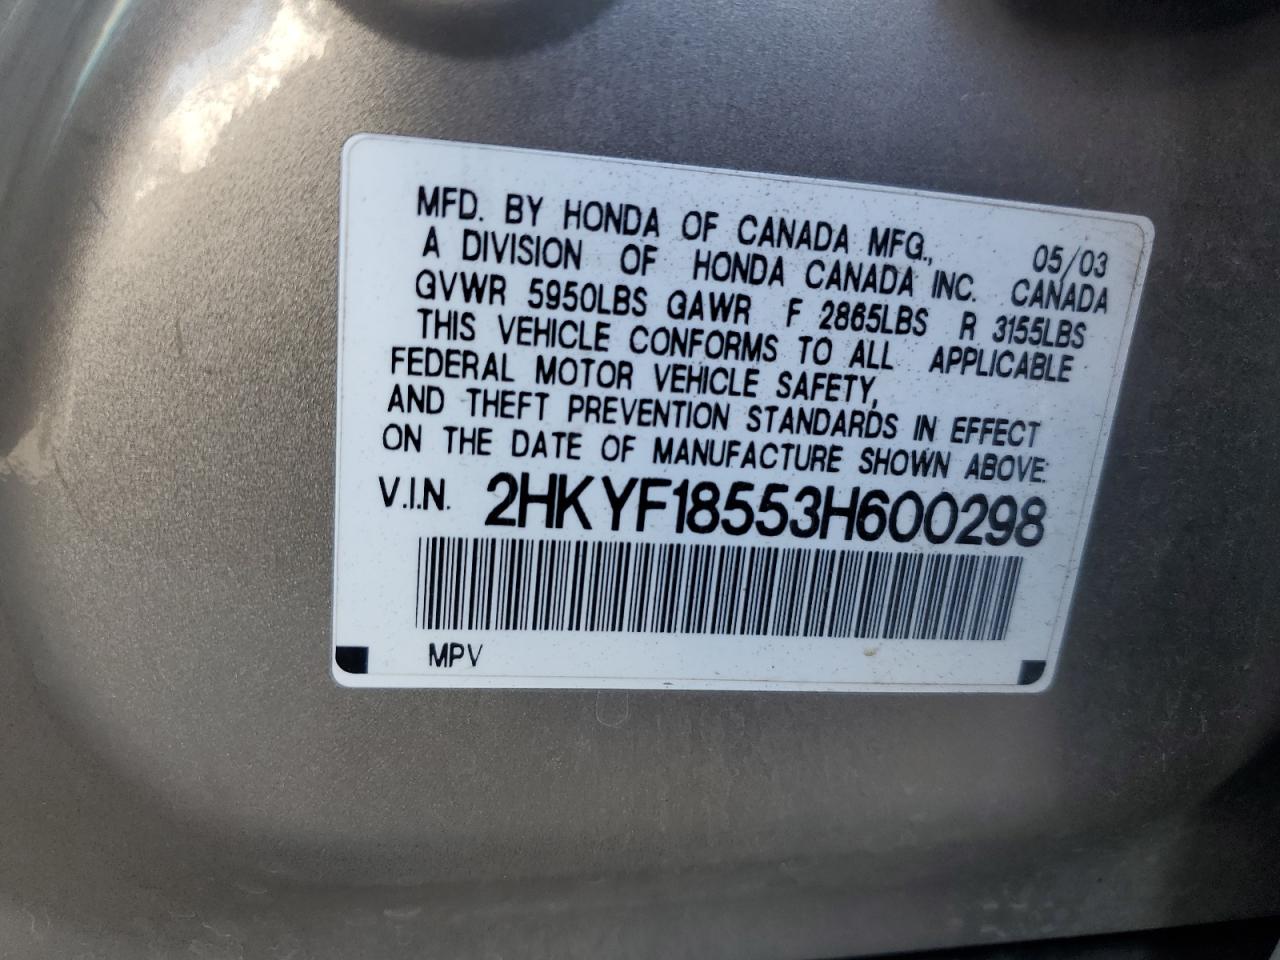 MFD. BY HONDA OF CANADA MFG., 05/03
A DIVISION OF HONDA CANADA INC. CANADA
GVWR 5950LBS GAWR F 2865LBS R 3155LBS
THIS VEHICLE CONFORMS TO ALL APPLICABLE
FEDERAL MOTOR VEHICLE SAFETY,
AND THEFT PREVENTION STANDARDS IN EFFECT
ON THE DATE OF MANUFACTURE SHOWN ABOVE.
V.I.N. 2HKYF18553H600298
MPV